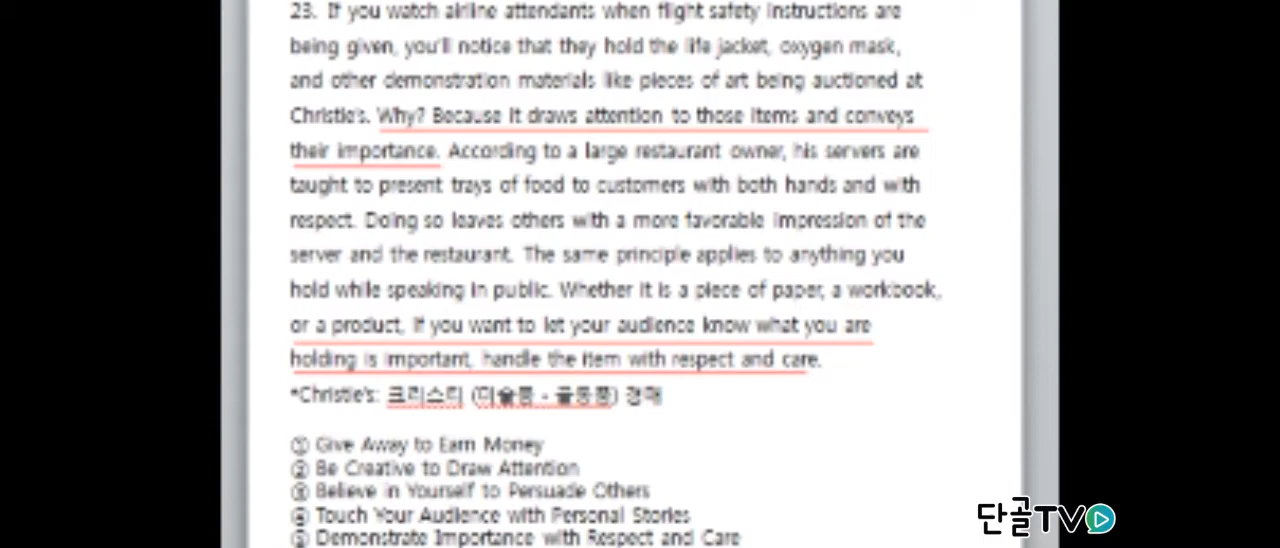 23. If you watch airline attendants when flight safety instructions are
being given, you'll notice that they hold the life jacket, oxygen mask,
and other demonstration materials like pieces of art being auctioned at
Christie's. Why? Because it draws attention to those items and conveys
their importance. According to a large restaurant owner, his servers are
taught to present trays of food to customers with both hands and with
respect. Doing so leaves others with a more favorable impression of the
server and the restaurant. The same principle applies to anything you
hold while speaking in public. Whether it is a piece of paper, a workbook,
or a product, if you want to let your audience know what you are
holding is important, handle the item with respect and care.
*Christie's: 크리스티 (미술품 - 골동품) 경매
① Give Away to Earn Money
② Be Creative to Draw Attention
③ Believe in Yourself to Persuade Others
④ Touch Your Audience with Personal Stories
⑤ Demonstrate Importance with Respect and Care
단골TV